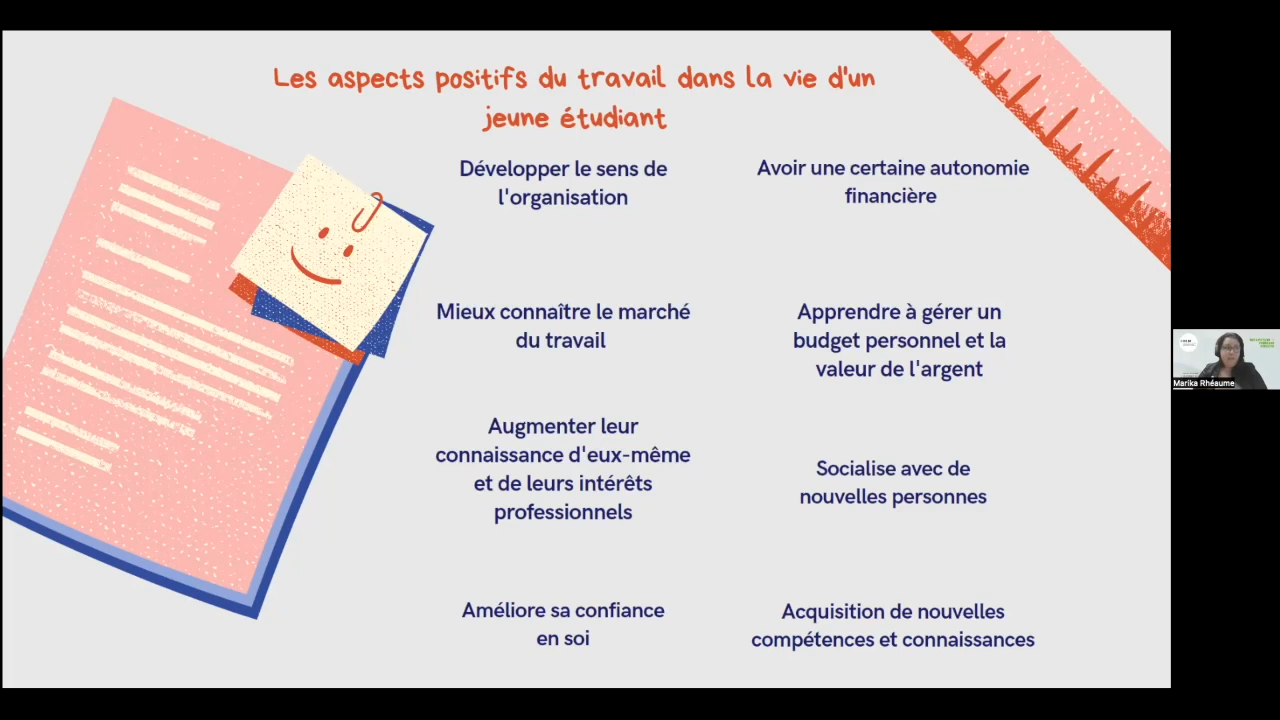 Les aspects positifs du travail dans la vie d'un
jeune étudiant
Développer le sens de
l'organisation
Avoir une certaine autonomie
financière
Mieux connaître le marché
du travail
Apprendre à gérer un
budget personnel et la
valeur de l'argent
Augmenter leur
connaissance d'eux-même
et de leurs intérêts
professionnels
Socialise avec de
nouvelles personnes
Améliore sa confiance
en soi
Acquisition de nouvelles
compétences et connaissances
Marika Rhéaume